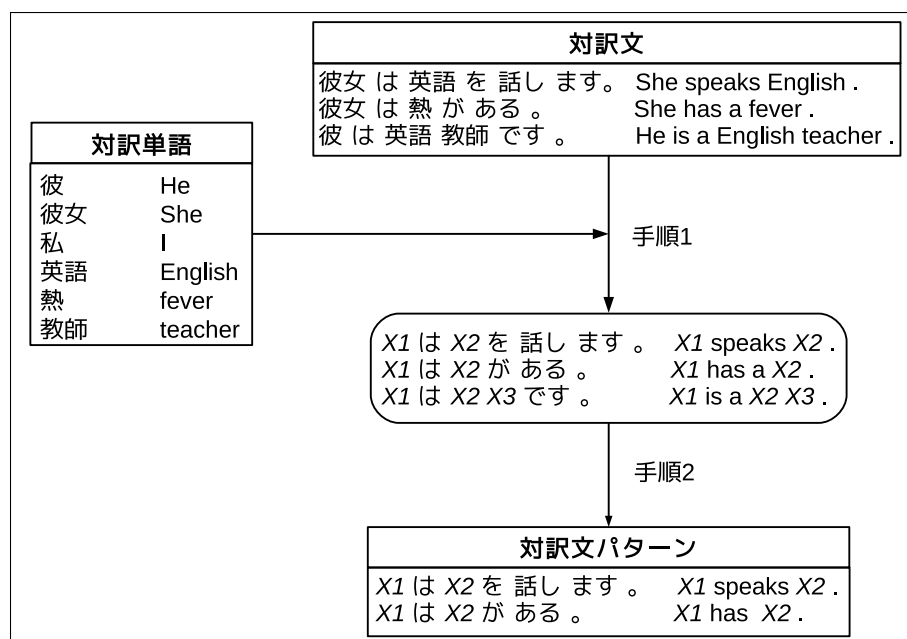 対訳文
彼女 は 英語 を 話し ます。 She speaks English .
彼女 は 熱 が ある 。 She has a fever .
彼 は 英語 教師 です 。 He is a English teacher .
対訳単語
彼 He
彼女 She
私 I
英語 English
熱 fever
教師 teacher
手順1
X1 は X2 を 話し ます 。 X1 speaks X2 .
X1 は X2 が ある 。 X1 has a X2 .
X1 は X2 X3 です 。 X1 is a X2 X3 .
手順2
対訳文パターン
X1 は X2 を 話し ます 。 X1 speaks X2 .
X1 は X2 が ある 。 X1 has X2 .